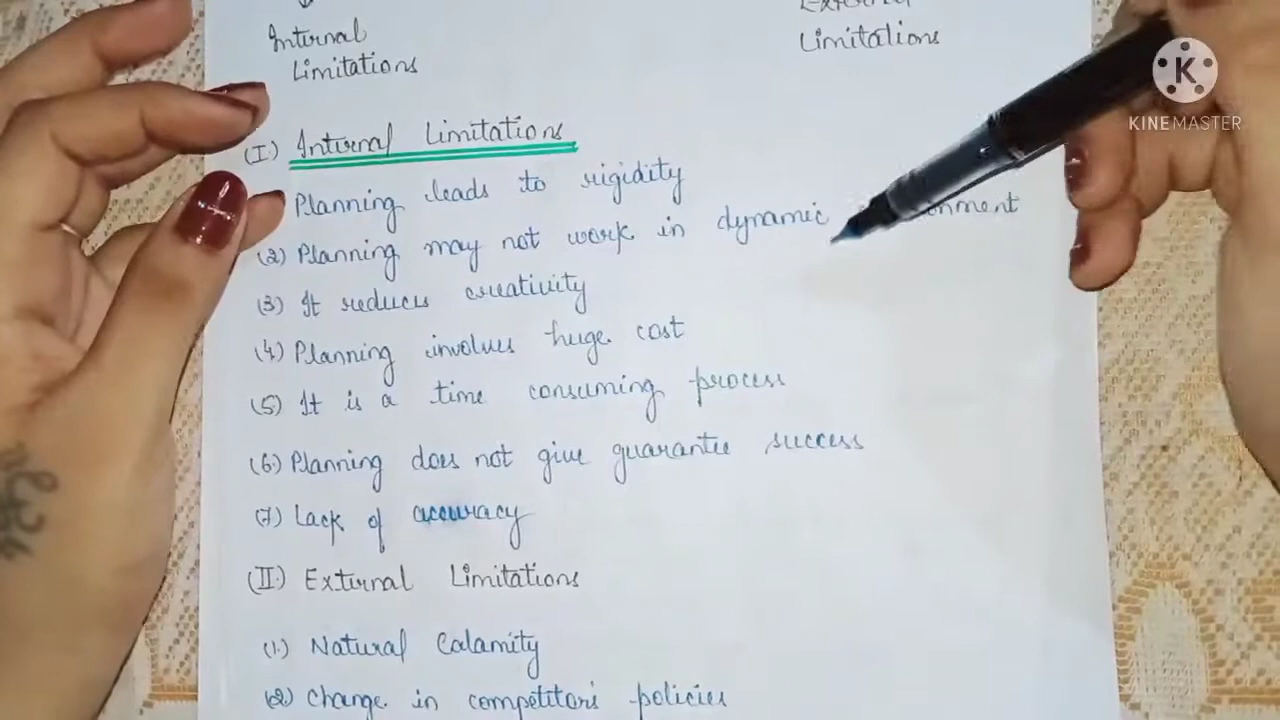 Internal
Limitations
External
Limitations
K
KINEMASTER
(I) Internal Limitations
Planning leads to rigidity
(2) Planning may not work in dynamic
(3) It reduces creativity
(4) Planning involves huge cost
(5) It is a time consuming process
(6.) Planning does not give guarantee success
(7.) Lack of accuracy
(II.) External Limitations
(1.) Natural Calamity
(2) Change in competitors policies